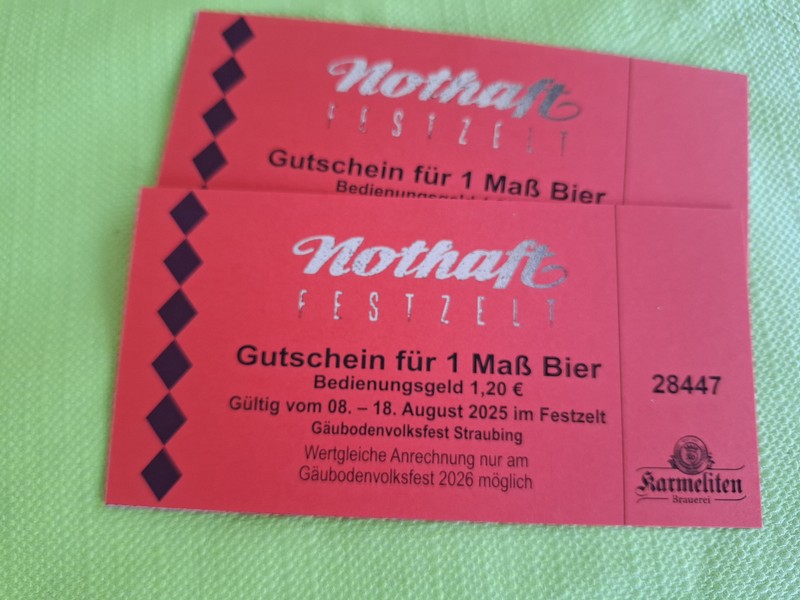 Nothaft
FESTZELT
Gutschein für 1 Maß Bier
Bedienungsgeld
Nothaft
FESTZELT
Gutschein für 1 Maß Bier
Bedienungsgeld 1,20 €
Gültig vom 08. – 18. August 2025 im Festzelt
Gäubodenvolksfest Straubing
Wertgleiche Anrechnung nur am
Gäubodenvolksfest 2026 möglich
28447
Karmeliten
Brauerei